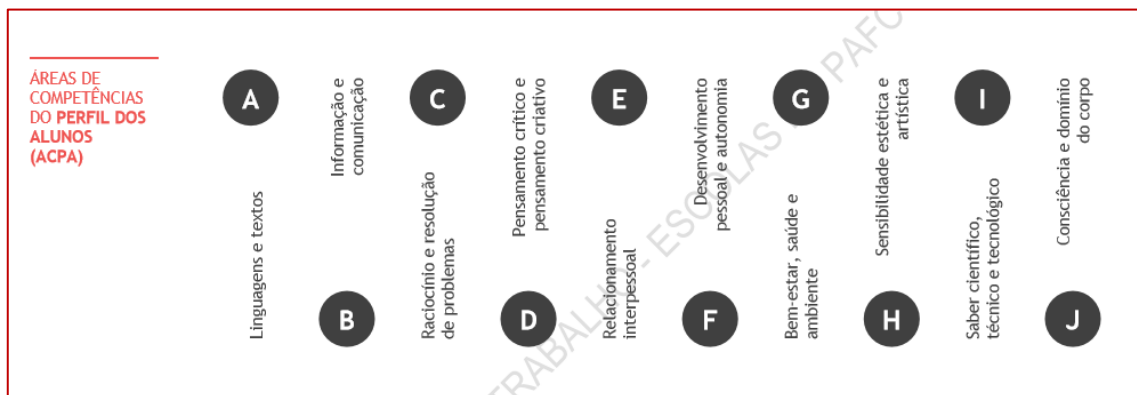 ÁREAS DE
COMPETÊNCIAS
DO PERFIL DOS
ALUNOS
(ACPA)
A
Linguagens e textos
B
Informação e
comunicação
C
Raciocínio e resolução
de problemas
D
Pensamento crítico e
pensamento criativo
E
Relacionamento
interpessoal
F
Desenvolvimento
pessoal e autonomia
G
Bem-estar, saúde e
ambiente
H
Sensibilidade estética e
artística
I
Saber científico,
técnico e tecnológico
J
Consciência e domínio
do corpo
TRABALHO- ESCOLAS